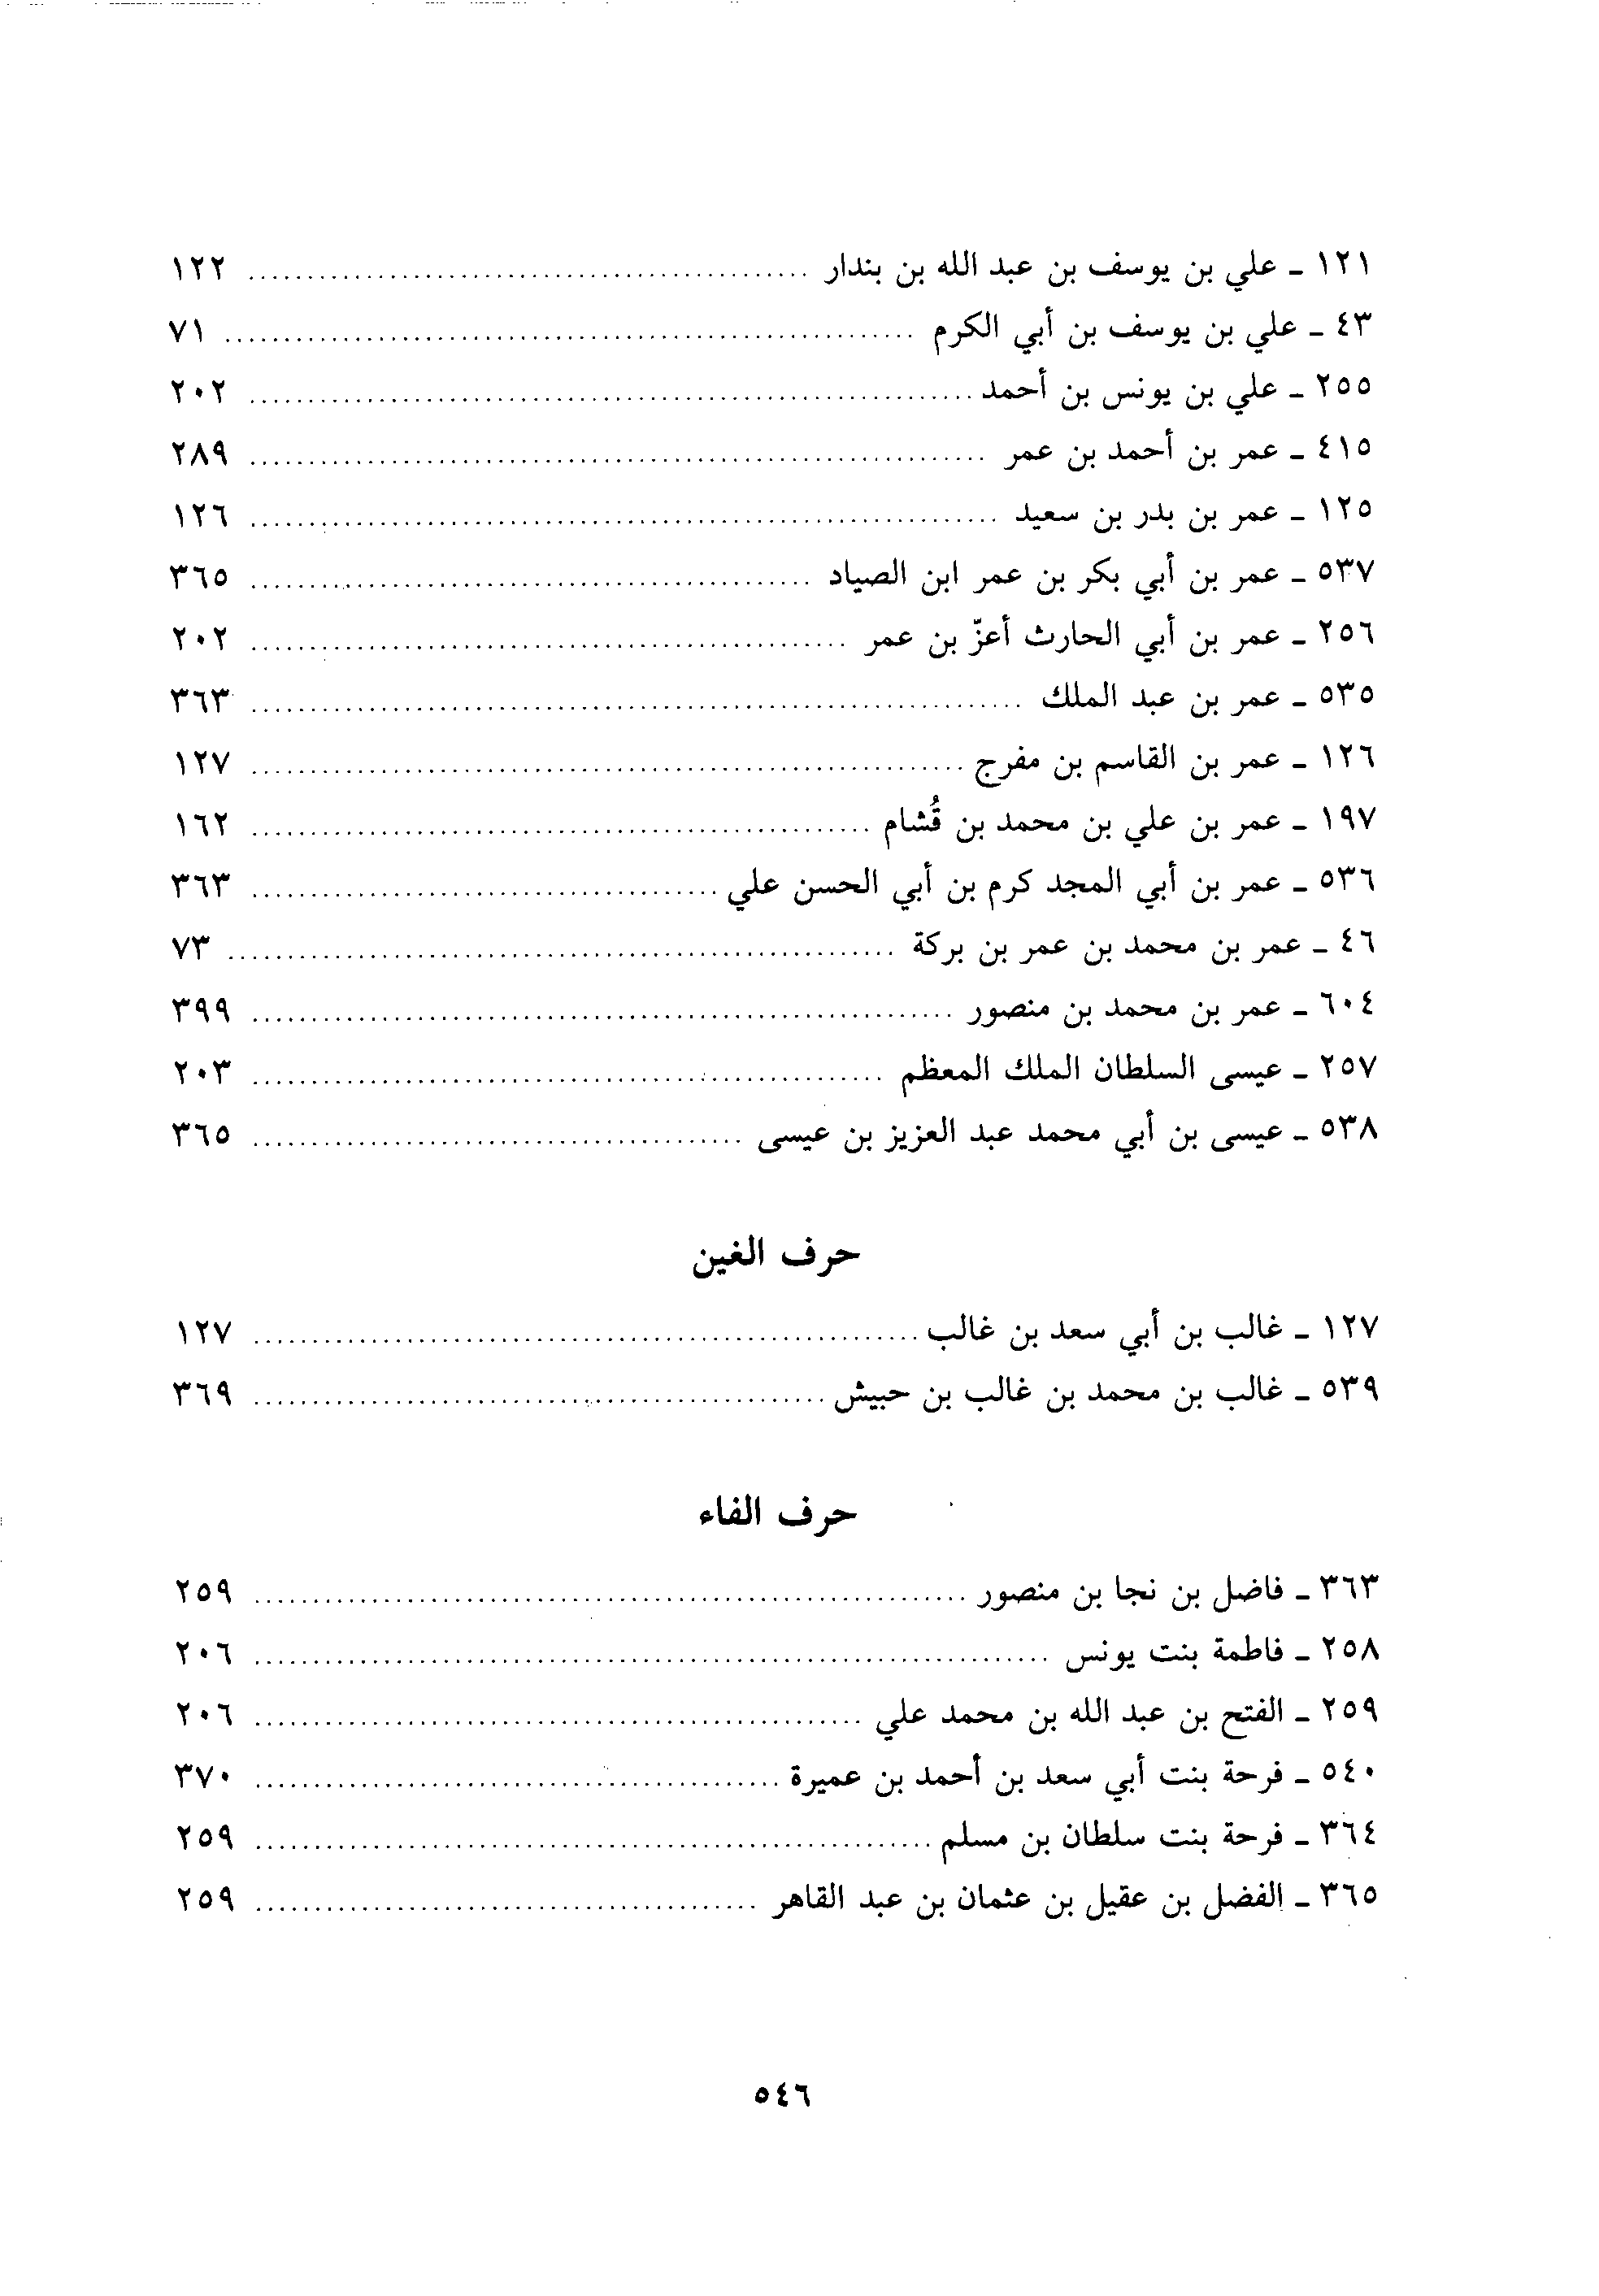 ١٢١ ـ علي بن يوسف بن عبد الله بن بندار ........................ ١٢٢
٤٣ ـ علي بن يوسف بن أبي الكرم ........................ ٧١
٢٥٥ ـ علي بن يونس بن أحمد ........................ ٢٠٢
٤١٥ ـ عمر بن أحمد بن عمر ........................ ٢٨٩
١٢٥ ـ عمر بن بدر بن سعيد ........................ ١٢٦
٥٣٧ ـ عمر بن أبي بكر بن عمر ابن الصياد ........................ ٣٦٥
٢٥٦ ـ عمر بن أبي الحارث أعزّ بن عمر ........................ ٢٠٢
٥٣٥ ـ عمر بن عبد الملك ........................ ٣٦٣
١٢٦ ـ عمر بن القاسم بن مفرج ........................ ١٢٧
١٩٧ ـ عمر بن علي بن محمد بن قُشام ........................ ١٦٢
٥٣٦ ـ عمر بن أبي المجد كرم بن أبي الحسن علي ........................ ٣٦٣
٤٦ ـ عمر بن محمد بن عمر بن بركة ........................ ٧٣
٦٠٤ ـ عمر بن محمد بن منصور ........................ ٣٩٩
٢٥٧ ـ عيسى السلطان الملك المعظم ........................ ٢٠٣
٥٣٨ ـ عيسى بن أبي محمد عبد العزيز بن عيسى ........................ ٣٦٥
حرف الغين
١٢٧ ـ غالب بن أبي سعد بن غالب ........................ ١٢٧
٥٣٩ ـ غالب بن محمد بن غالب بن حبيش ........................ ٣٦٩
حرف الفاء
٣٦٣ ـ فاضل بن نجا بن منصور ........................ ٢٥٩
٢٥٨ ـ فاطمة بنت يونس ........................ ٢٠٦
٢٥٩ ـ الفتح بن عبد الله بن محمد علي ........................ ٢٠٦
٥٤٠ ـ فرحة بنت أبي سعد بن أحمد بن عميرة ........................ ٣٧٠
٣٦٤ ـ فرحة بنت سلطان بن مسلم ........................ ٢٥٩
٣٦٥ ـ الفضل بن عقيل بن عثمان بن عبد القاهر ........................ ٢٥٩
٥٤٦